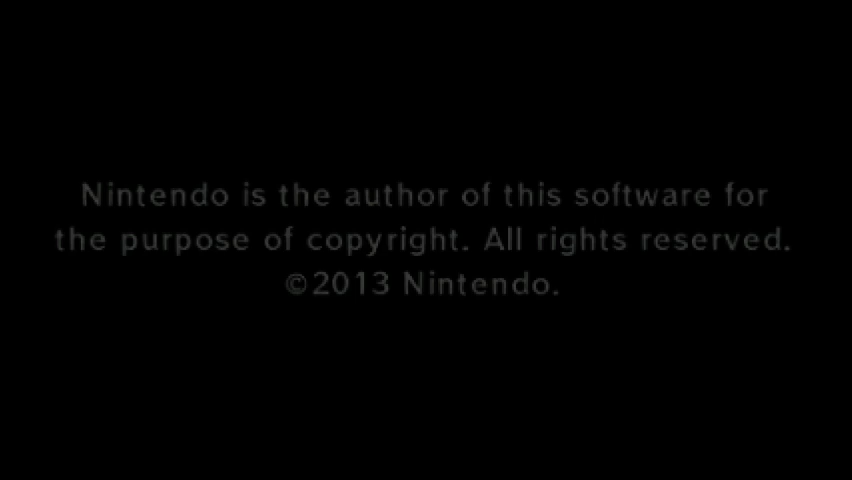 Nintendo is the author of this software for
the purpose of copyright. All rights reserved.
©2013 Nintendo.